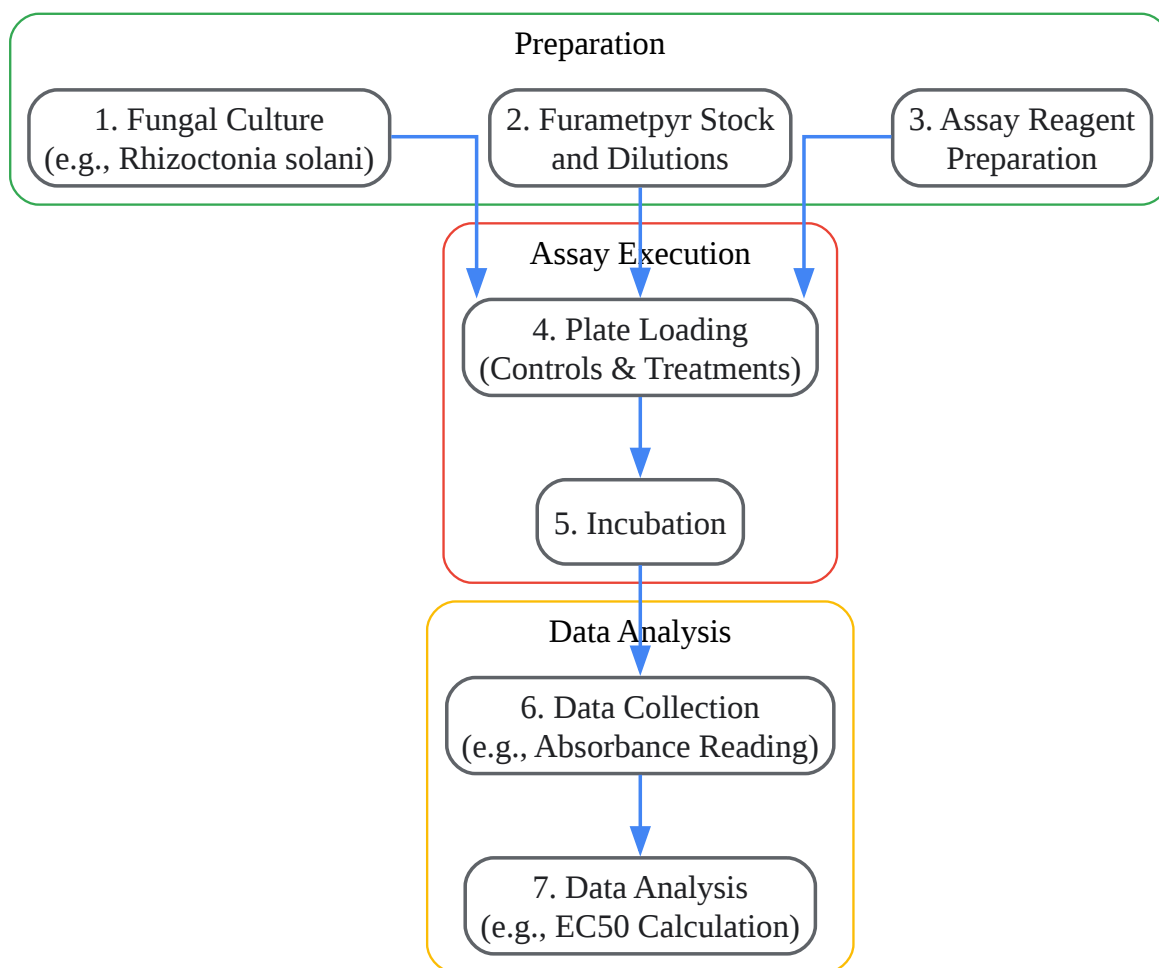 Preparation
1. Fungal Culture
(e.g., Rhizoctonia solani)
2. Furametpyr Stock
and Dilutions
3. Assay Reagent
Preparation
Assay Execution
4. Plate Loading
(Controls & Treatments)
5. Incubation
Data Analysis
6. Data Collection
(e.g., Absorbance Reading)
7. Data Analysis
(e.g., EC50 Calculation)